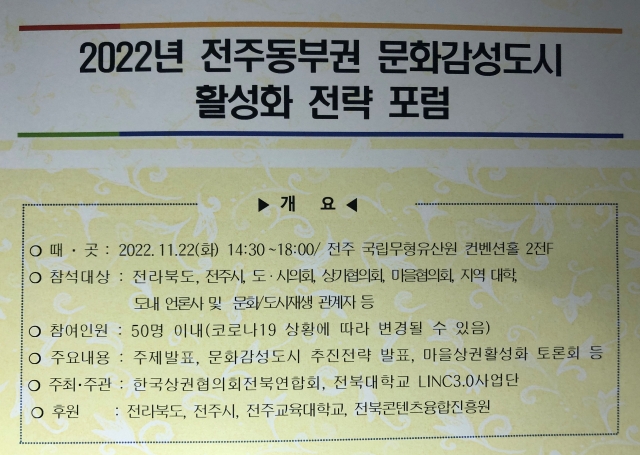 2022년 전주동부권 문화감성도시
활성화 전략 포럼
▶ 개 요 ◀
○ 때 · 곳 : 2022. 11.22(화) 14:30 ~18:00/ 전주 국립무형유산원 컨벤션홀 2전F
○ 참석대상 : 전라북도, 전주시, 도 · 시의회, 상가협의회, 마을협의회, 지역 대학,
도내 언론사 및 문화/도시재생 관계자 등
○ 참여인원 : 50명 이내(코로나19 상황에 따라 변경될 수 있음)
○ 주요내용 : 주제발표, 문화감성도시 추진전략 발표, 마을상권활성화 토론회 등
○ 주최·주관 : 한국상권협의회전북연합회, 전북대학교 LINC3.0사업단
○ 후원 : 전라북도, 전주시, 전주교육대학교, 전북콘텐츠융합진흥원